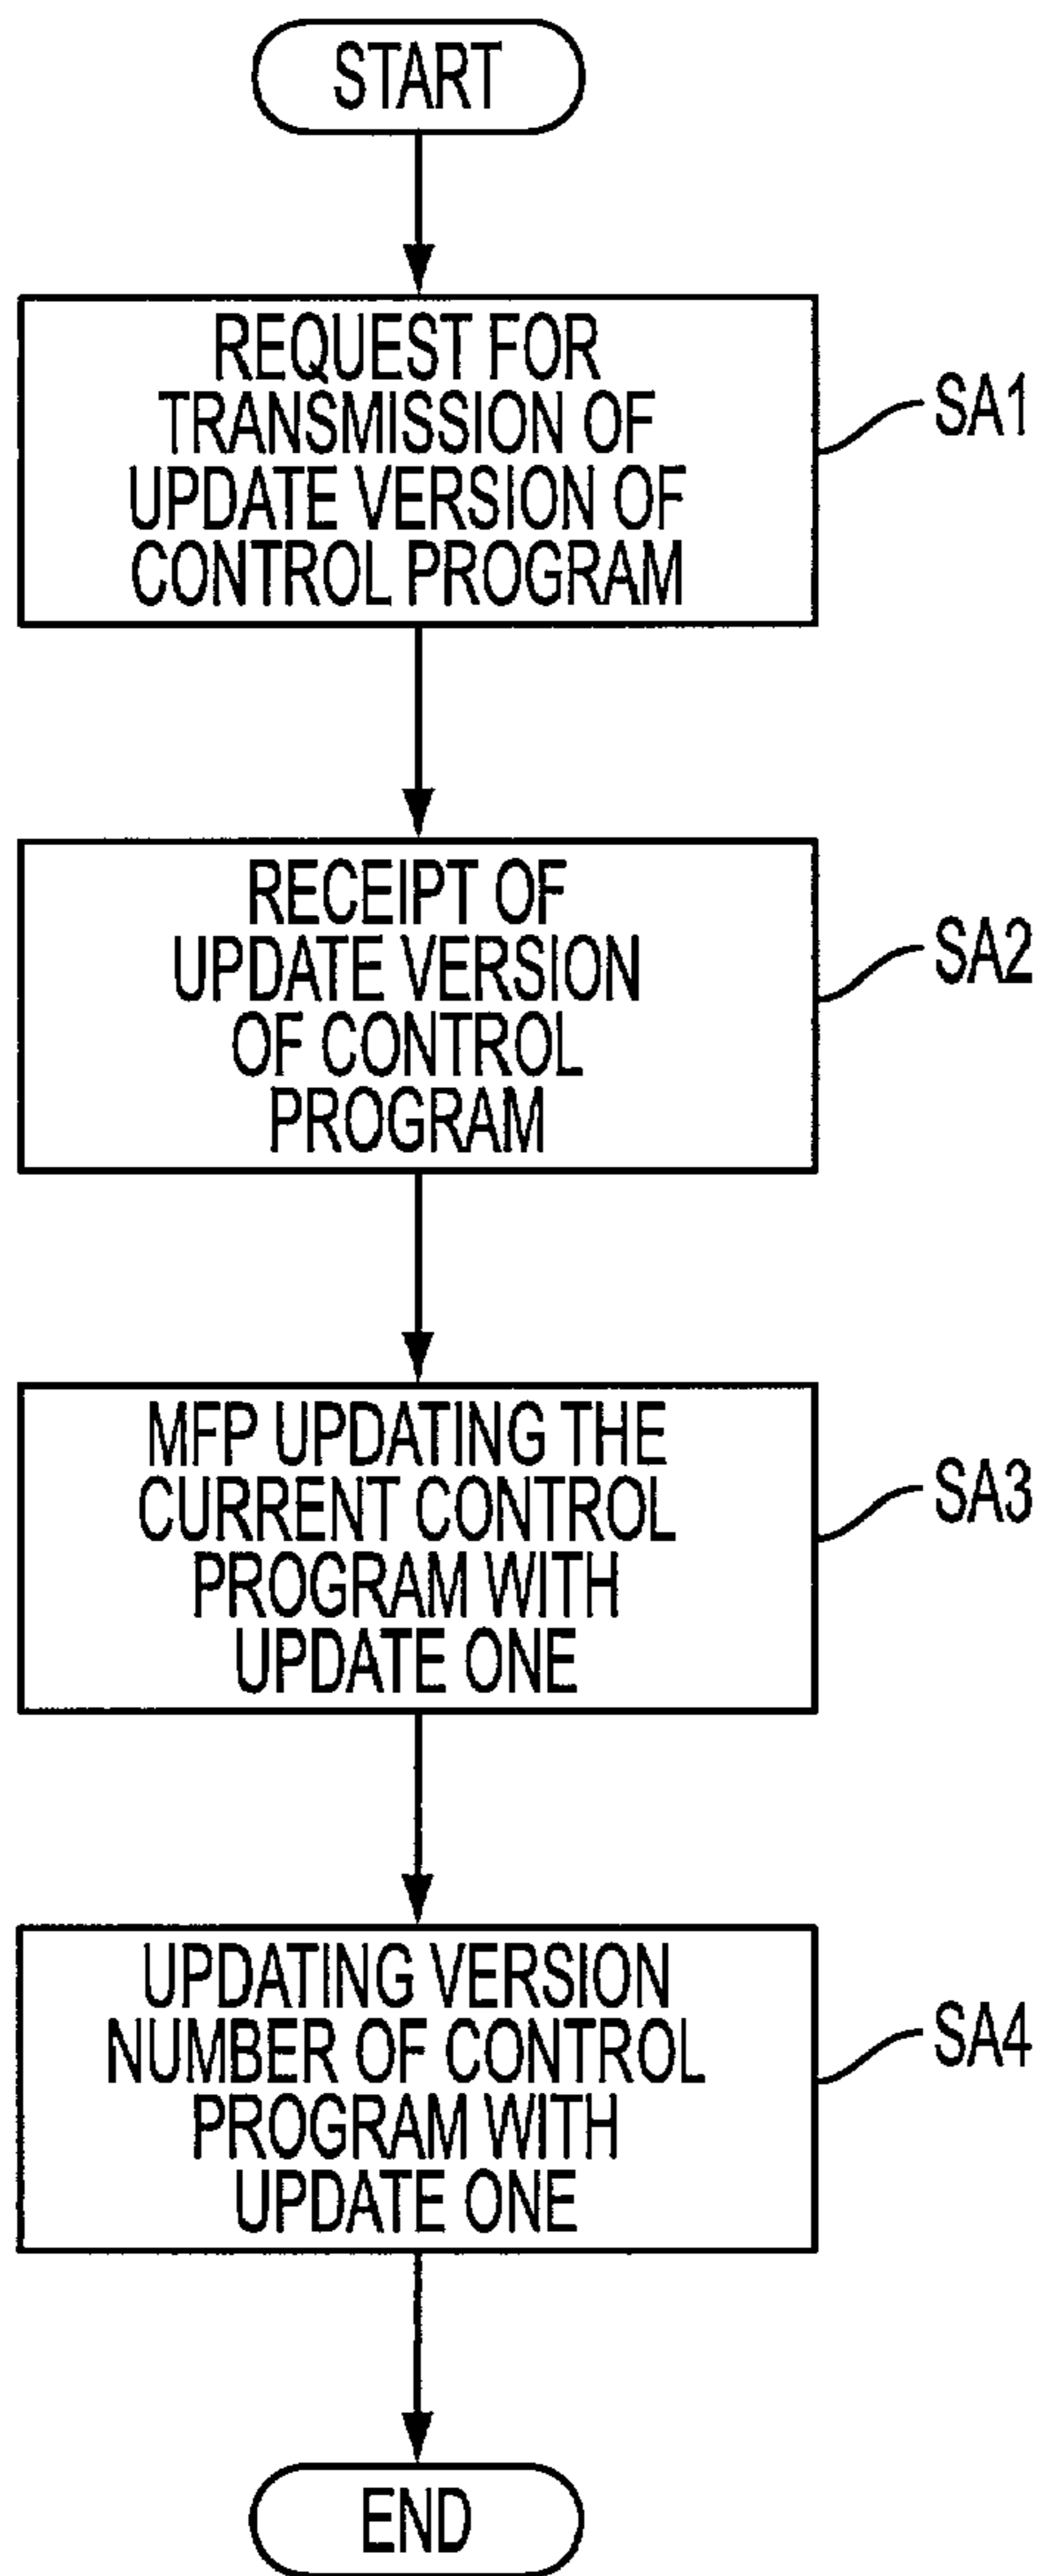 START
REQUEST FOR
TRANSMISSION OF
UPDATE VERSION OF
CONTROL PROGRAM
SA1
RECEIPT OF
UPDATE VERSION
OF CONTROL
PROGRAM
SA2
MFP UPDATING THE
CURRENT CONTROL
PROGRAM WITH
UPDATE ONE
SA3
UPDATING VERSION
NUMBER OF CONTROL
PROGRAM WITH
UPDATE ONE
SA4
END